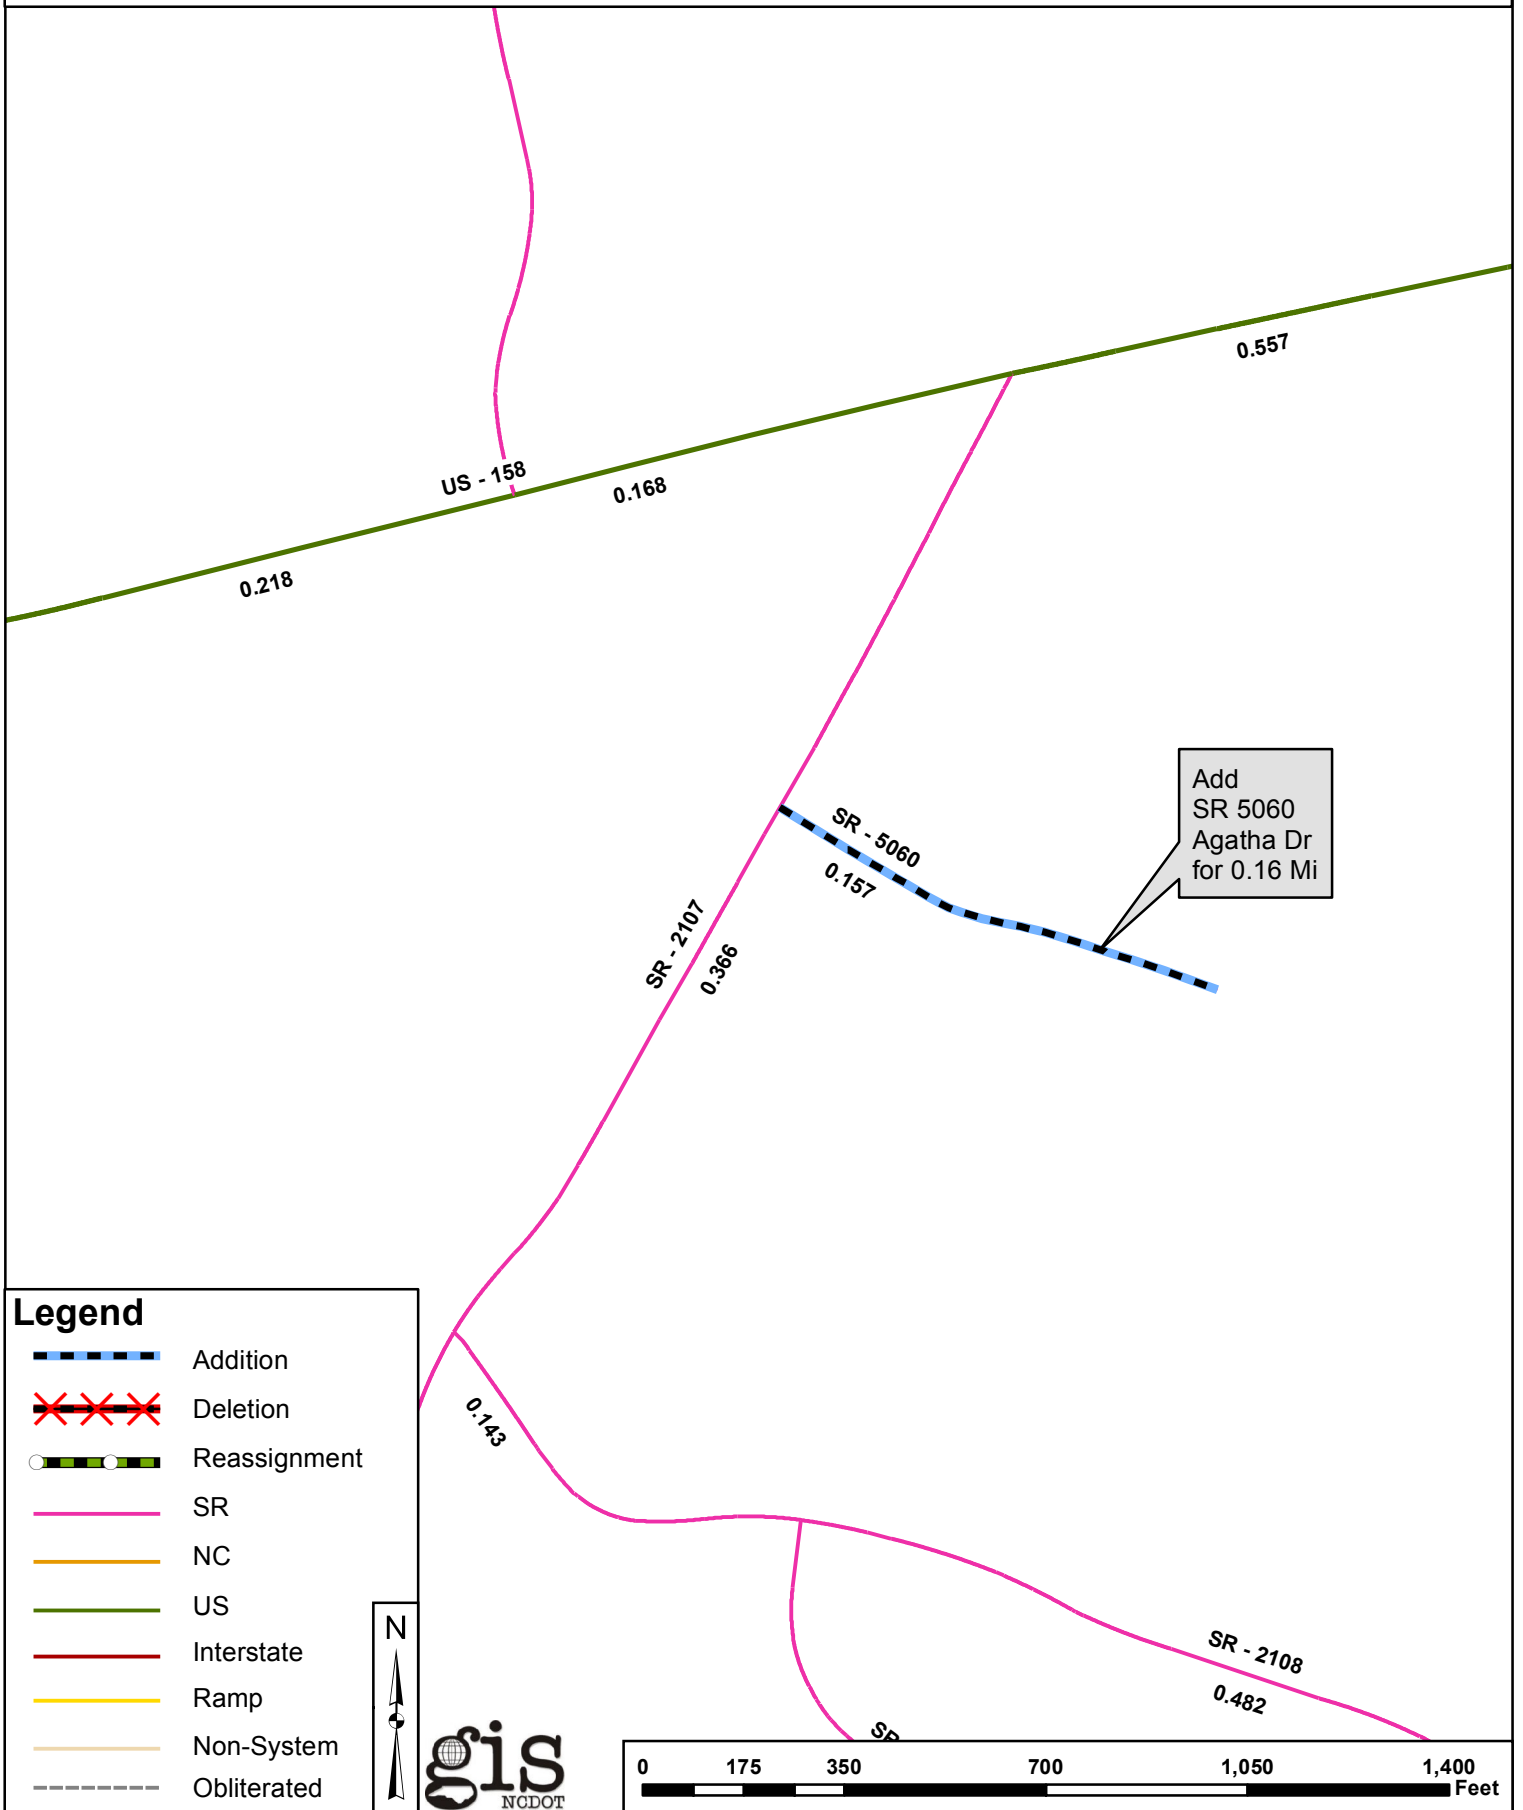 0.557
US - 158
0.168
0.218
Add
SR 5060
Agatha Dr
for 0.16 Mi
SR - 5060
0.157
SR - 2107
0.366
Legend
Addition
Deletion
Reassignment
SR
NC
US
Interstate
Ramp
Non-System
Obliterated
N
0.143
SR - 2108
0.482
SR
gis
NCDOT
0 175 350 700 1,050 1,400
Feet